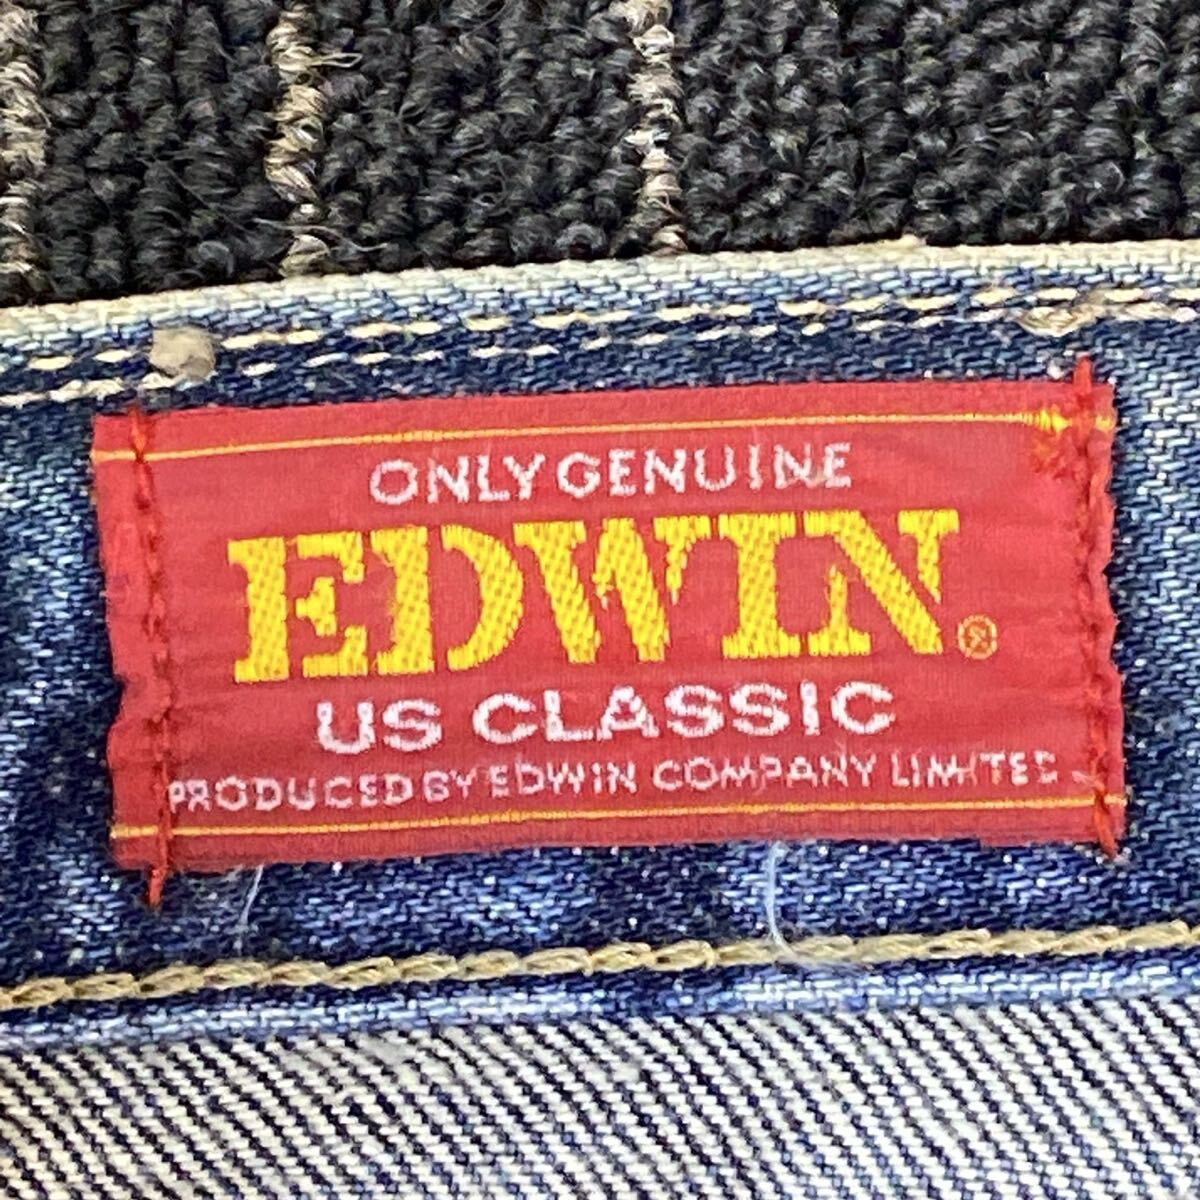 ONLY GENUINE
EDWIN®
US CLASSIC
PRODUCED BY EDWIN COMPANY LIMITED